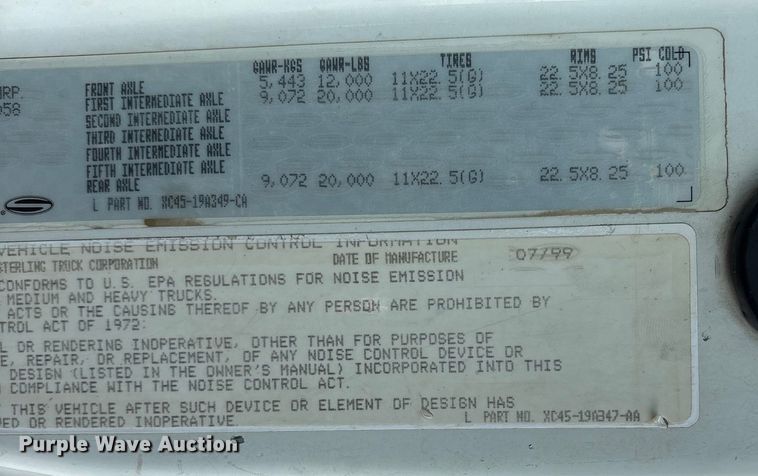 GAWR-KGS GAWR-LBS TIRES RIMS PSI COLD
FRONT AXLE 5,443 12,000 11X22.5(G) 22.5X8.25 100
FIRST INTERMEDIATE AXLE 9,072 20,000 11X22.5(G) 22.5X8.25 100
SECOND INTERMEDIATE AXLE
THIRD INTERMEDIATE AXLE
FOURTH INTERMEDIATE AXLE
FIFTH INTERMEDIATE AXLE
REAR AXLE 9,072 20,000 11X22.5(G) 22.5X8.25 100
L PART NO. XC45-19A349-CA
VEHICLE NOISE EMISSION CONTROL INFORMATION
STERLING TRUCK CORPORATION DATE OF MANUFACTURE 07/99
CONFORMS TO U.S. EPA REGULATIONS FOR NOISE EMISSION
MEDIUM AND HEAVY TRUCKS.
ACTS OR THE CAUSING THEREOF BY ANY PERSON ARE PROHIBITED BY
TROL ACT OF 1972:
L OR RENDERING INOPERATIVE, OTHER THAN FOR PURPOSES OF
E, REPAIR, OR REPLACEMENT, OF ANY NOISE CONTROL DEVICE OR
DESIGN (LISTED IN THE OWNER'S MANUAL) INCORPORATED INTO THIS
COMPLIANCE WITH THE NOISE CONTROL ACT.
THIS VEHICLE AFTER SUCH DEVICE OR ELEMENT OF DESIGN HAS
VED OR RENDERED INOPERATIVE L PART NO. XC45-19A347-AA
Purple Wave Auction